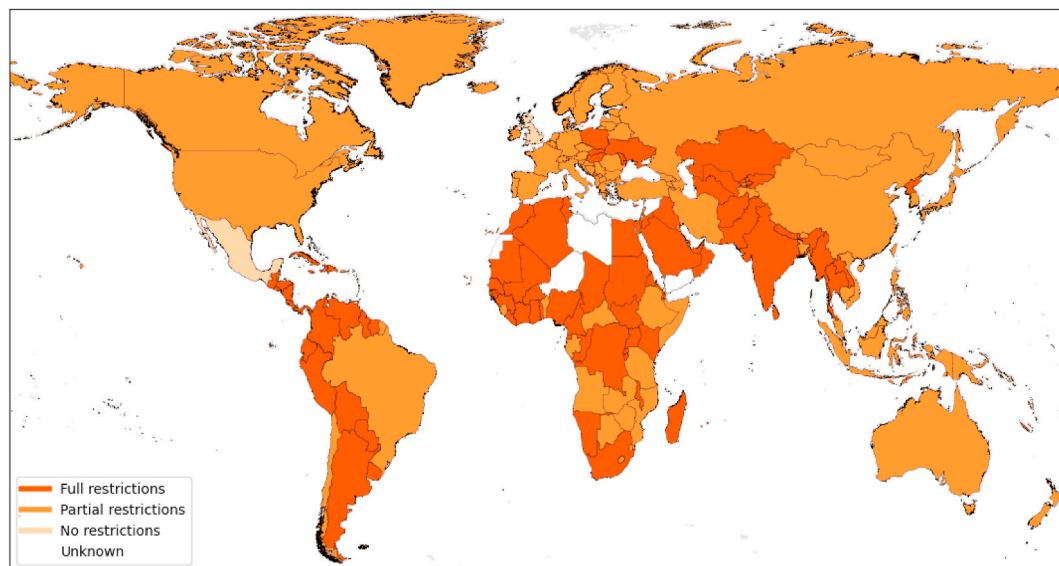 Full restrictions
Partial restrictions
No restrictions
Unknown